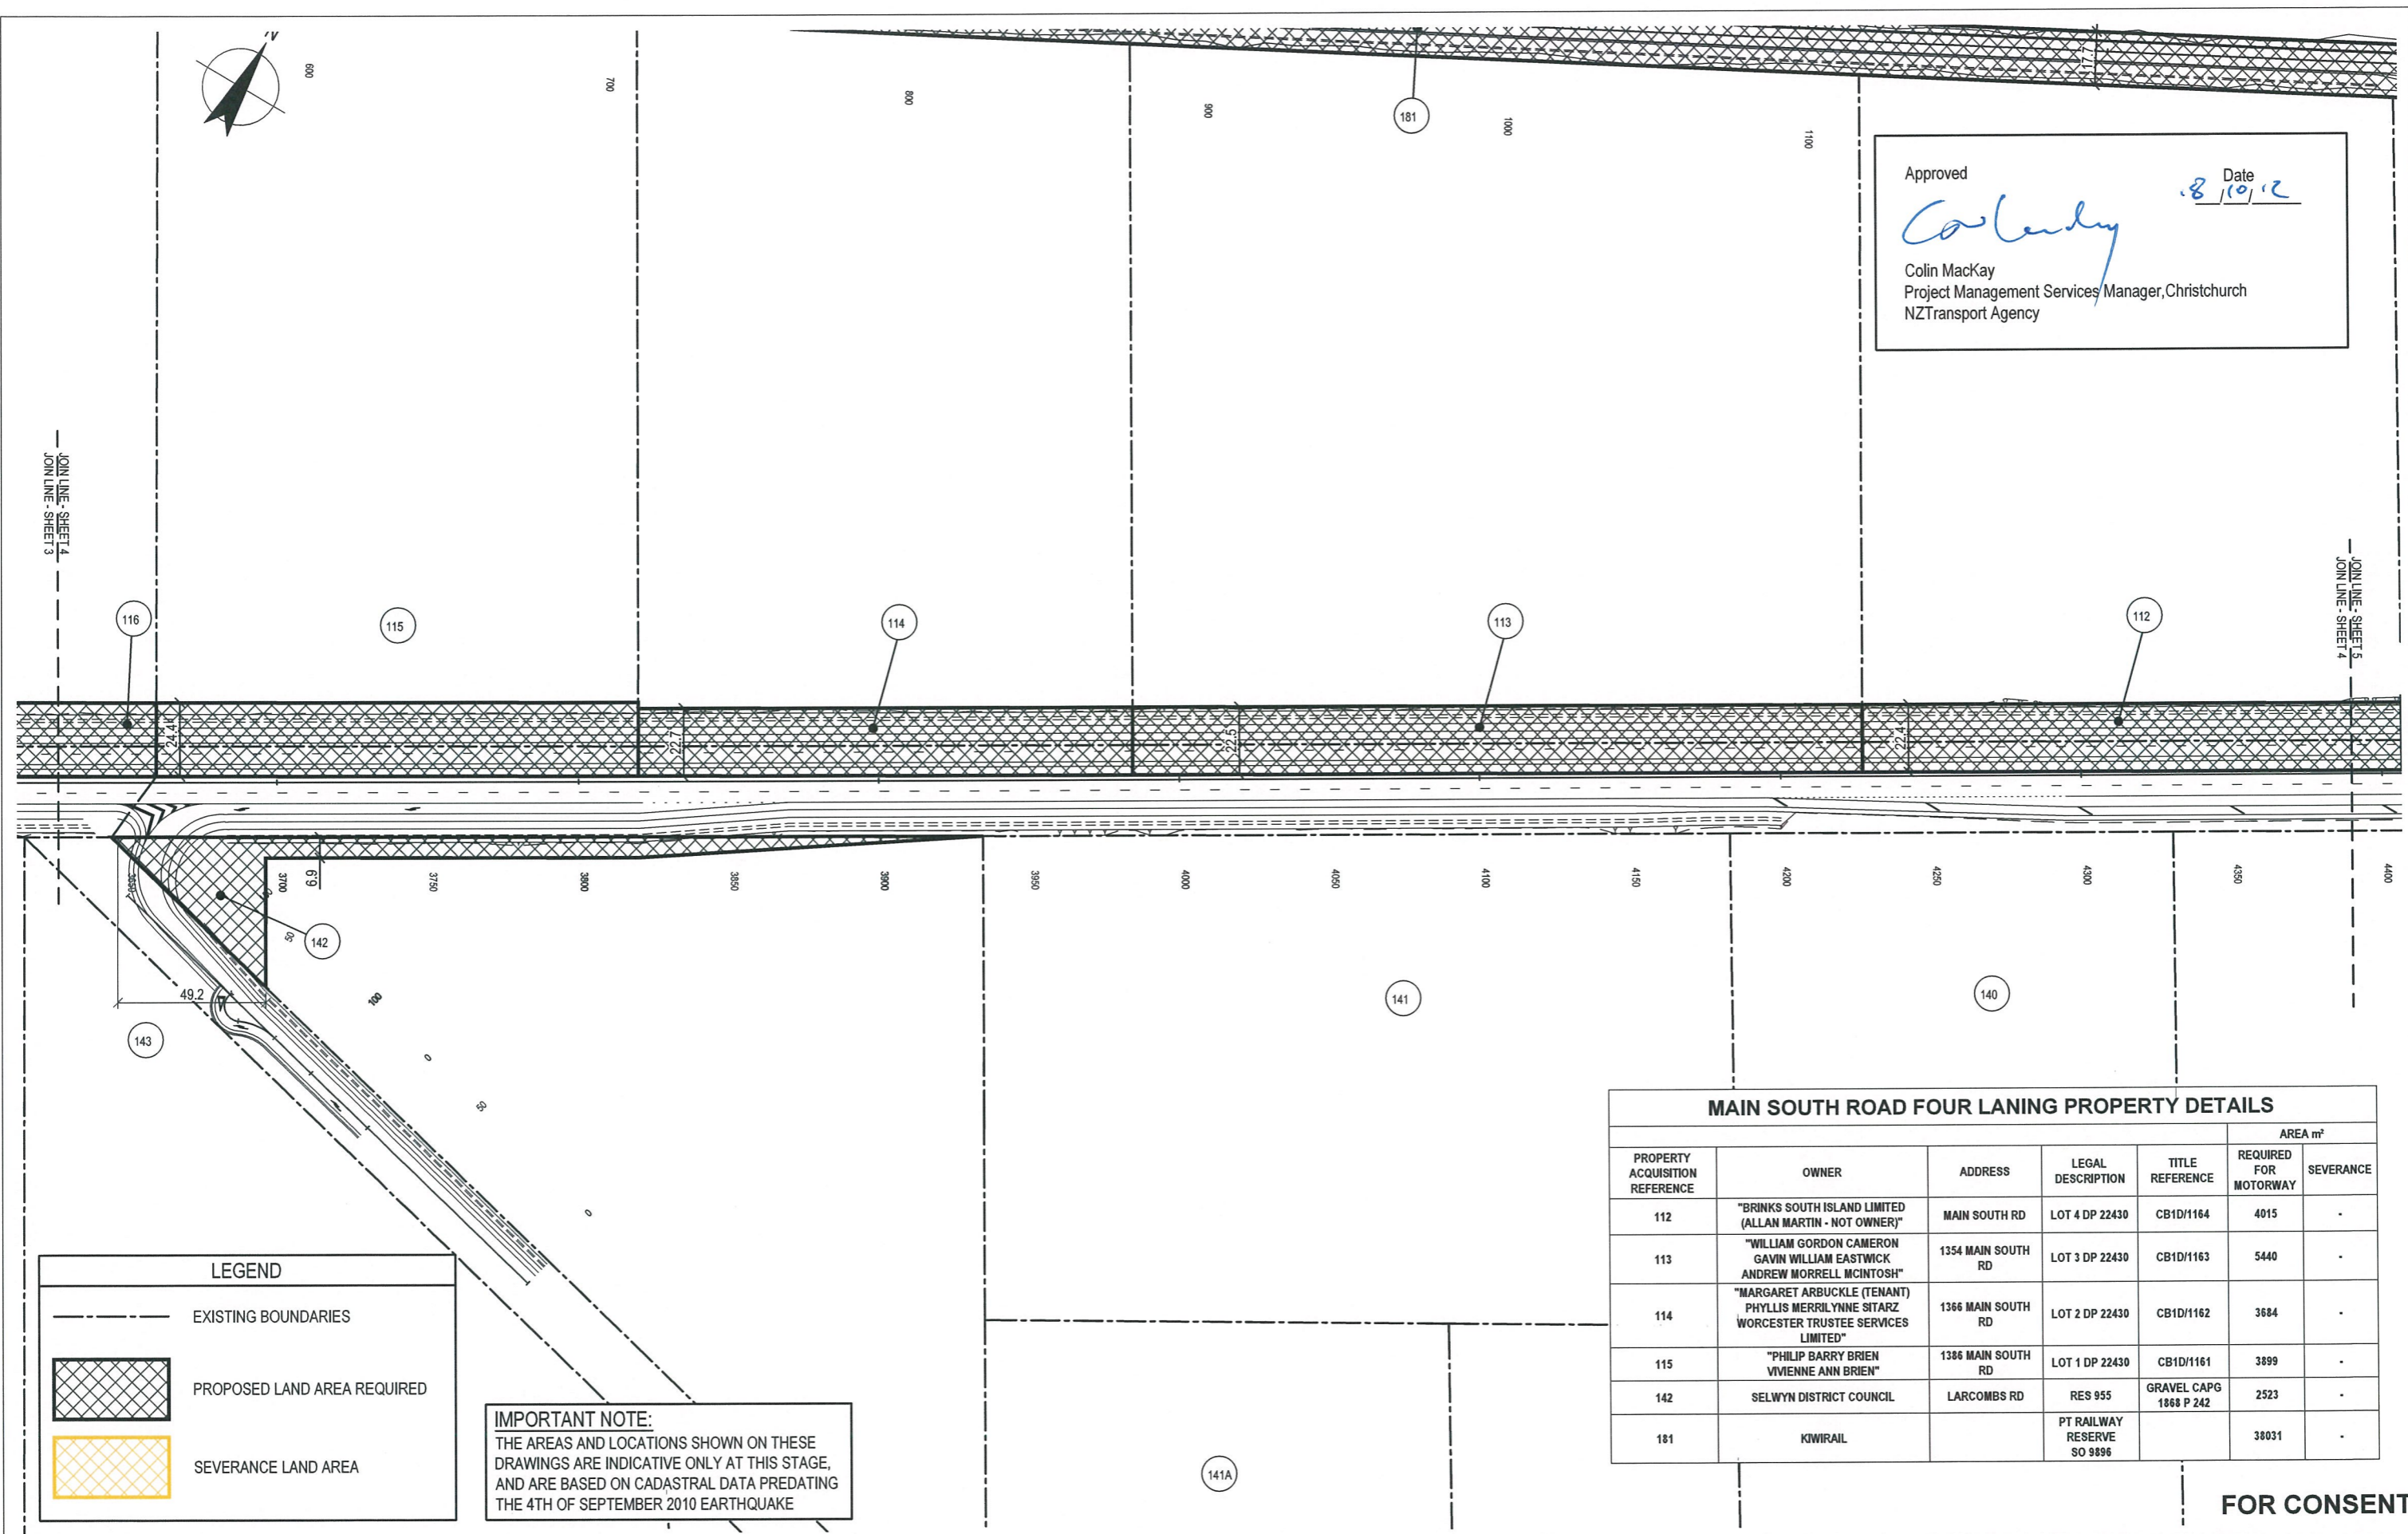 N
600
700
800
900
1000
1100
181
17.7
Approved
Date
18/10/12
Colin MacKay
Project Management Services Manager,Christchurch
NZTransport Agency
JOIN LINE - SHEET 4
JOIN LINE - SHEET 3
JOIN LINE - SHEET 5
JOIN LINE - SHEET 4
116
115
114
113
112
24.4
22.7
22.5
22.4
6.9
3650
3700
3750
3800
3850
3900
3950
4000
4050
4100
4150
4200
4250
4300
4350
4400
0
50
142
100
49.2
143
0
50
0
141
140
141A
LEGEND
EXISTING BOUNDARIES
PROPOSED LAND AREA REQUIRED
SEVERANCE LAND AREA
IMPORTANT NOTE:
THE AREAS AND LOCATIONS SHOWN ON THESE
DRAWINGS ARE INDICATIVE ONLY AT THIS STAGE,
AND ARE BASED ON CADASTRAL DATA PREDATING
THE 4TH OF SEPTEMBER 2010 EARTHQUAKE
MAIN SOUTH ROAD FOUR LANING PROPERTY DETAILS
AREA m²
PROPERTY ACQUISITION REFERENCE OWNER ADDRESS LEGAL DESCRIPTION TITLE REFERENCE REQUIRED FOR MOTORWAY SEVERANCE
112 "BRINKS SOUTH ISLAND LIMITED (ALLAN MARTIN - NOT OWNER)" MAIN SOUTH RD LOT 4 DP 22430 CB1D/1164 4015 -
113 "WILLIAM GORDON CAMERON GAVIN WILLIAM EASTWICK ANDREW MORRELL MCINTOSH" 1354 MAIN SOUTH RD LOT 3 DP 22430 CB1D/1163 5440 -
114 "MARGARET ARBUCKLE (TENANT) PHYLLIS MERRILYNNE SITARZ WORCESTER TRUSTEE SERVICES LIMITED" 1366 MAIN SOUTH RD LOT 2 DP 22430 CB1D/1162 3684 -
115 "PHILIP BARRY BRIEN VIVIENNE ANN BRIEN" 1386 MAIN SOUTH RD LOT 1 DP 22430 CB1D/1161 3899 -
142 SELWYN DISTRICT COUNCIL LARCOMBS RD RES 955 GRAVEL CAPG 1868 P 242 2523 -
181 KIWIRAIL PT RAILWAY RESERVE SO 9896 38031 -
FOR CONSENT